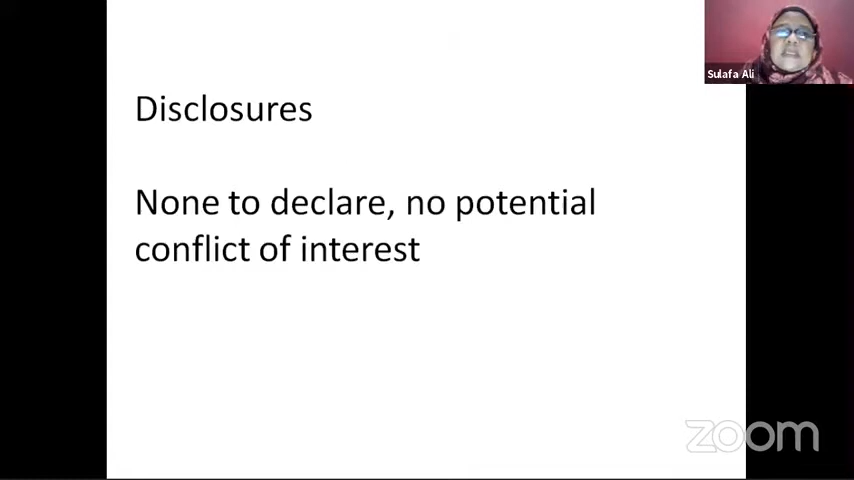 Sulafa Ali
Disclosures
None to declare, no potential
conflict of interest
zoom